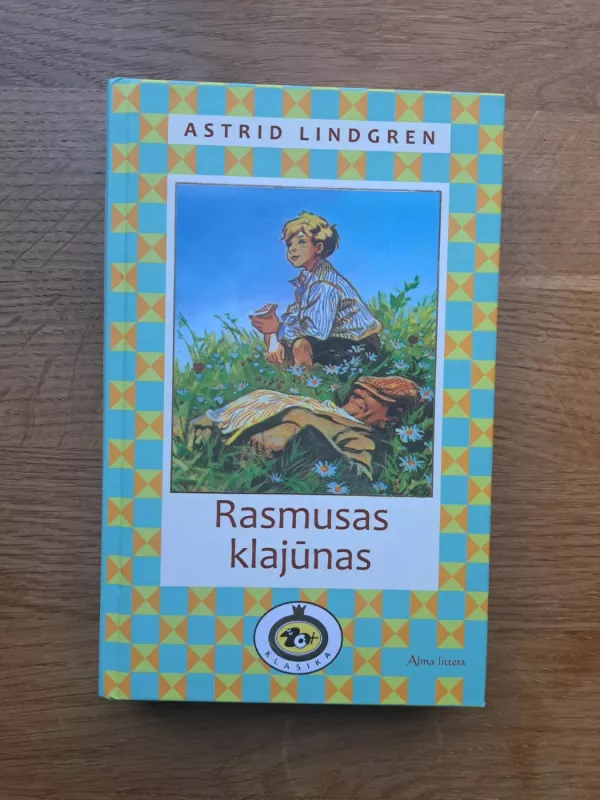 ASTRID LINDGREN
Rasmusas
klajūnas
KLASIKA
Alma littera